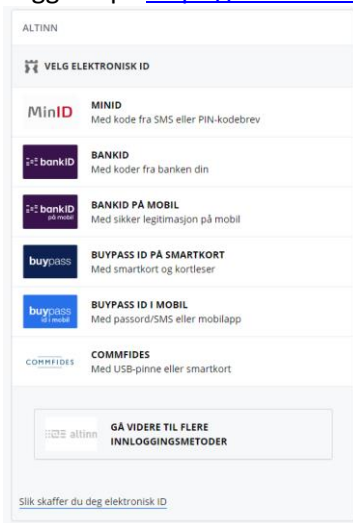 ALTINN
VELG ELEKTRONISK ID
MinID
MINID
Med kode fra SMS eller PIN-kodebrev
bankID
BANKID
Med koder fra banken din
bankID
på mobil
BANKID PÅ MOBIL
Med sikker legitimasjon på mobil
buypass
BUYPASS ID PÅ SMARTKORT
Med smartkort og kortleser
buypass
id i mobil
BUYPASS ID I MOBIL
Med passord/SMS eller mobilapp
COMMFIDES
COMMFIDES
Med USB-pinne eller smartkort
altinn
GÅ VIDERE TIL FLERE
INNLOGGINGSMETODER
Slik skaffer du deg elektronisk ID